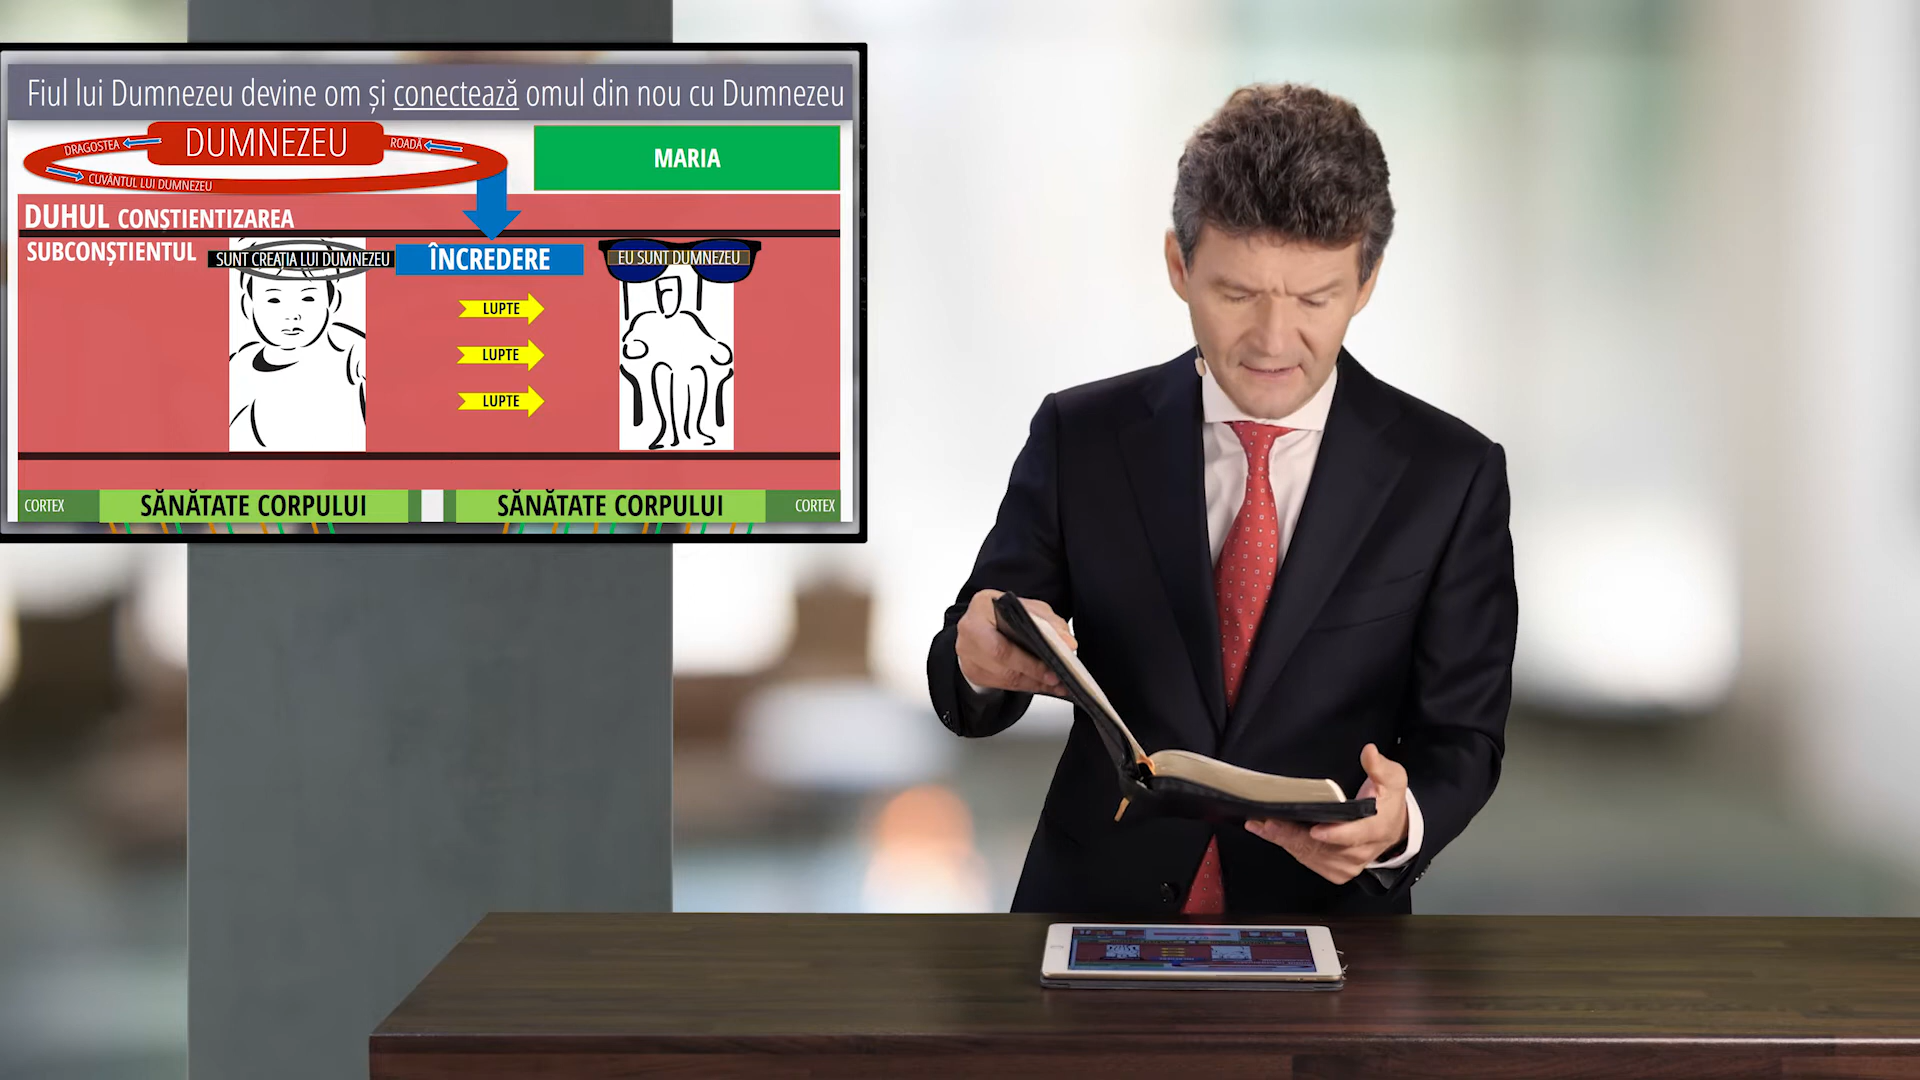 Fiul lui Dumnezeu devine om și conectează omul din nou cu Dumnezeu
DUMNEZEU
DRAGOSTEA
ROADĂ
CUVÂNTUL LUI DUMNEZEU
MARIA
DUHUL CONȘTIENTIZAREA
SUBCONȘTIENTUL
SUNT CREAȚIA LUI DUMNEZEU
ÎNCREDERE
EU SUNT DUMNEZEU
LUPTE
LUPTE
LUPTE
CORTEX
SĂNĂTATE CORPULUI
SĂNĂTATE CORPULUI
CORTEX